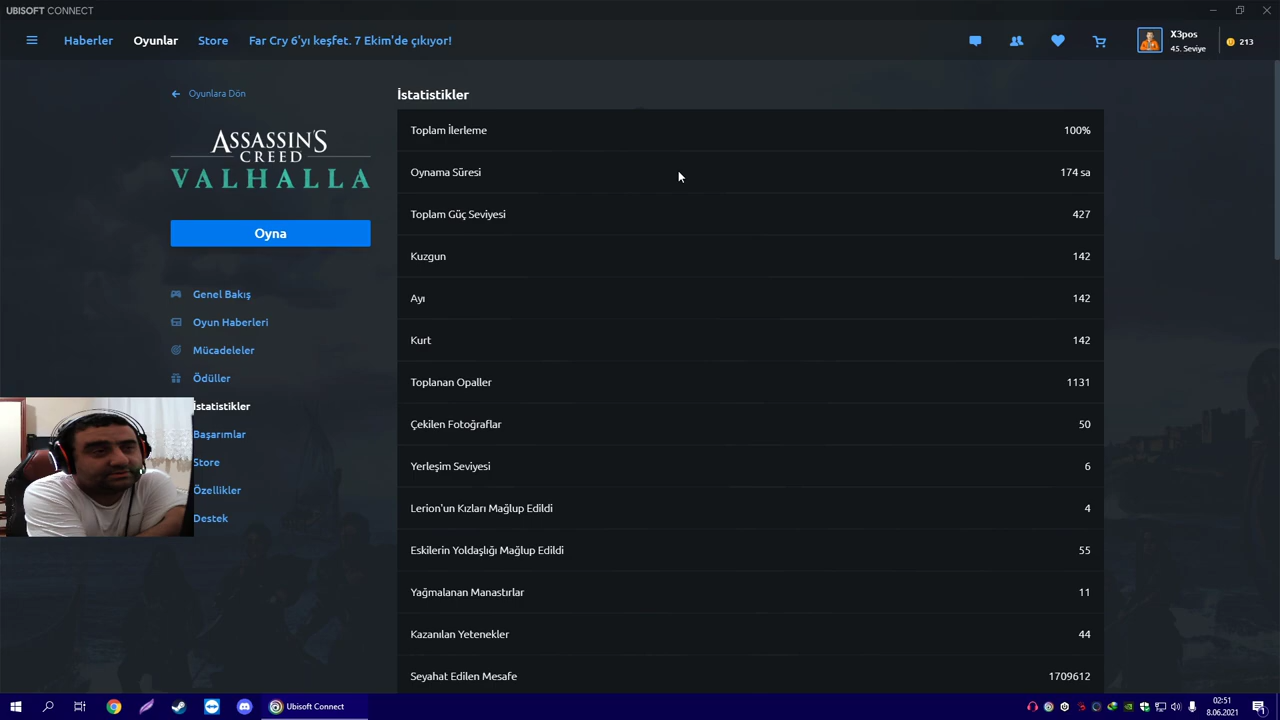 UBISOFT CONNECT
Haberler
Oyunlar
Store
Far Cry 6'yı keşfet. 7 Ekim'de çıkıyor!
X3pos
45. Seviye
213
Oyunlara Dön
ASSASSIN'S
CREED
VALHALLA
Oyna
Genel Bakış
Oyun Haberleri
Mücadeleler
Ödüller
İstatistikler
Başarımlar
Store
Özellikler
Destek
İstatistikler
Toplam İlerleme 100%
Oynama Süresi 174 sa
Toplam Güç Seviyesi 427
Kuzgun 142
Ayı 142
Kurt 142
Toplanan Opaller 1131
Çekilen Fotoğraflar 50
Yerleşim Seviyesi 6
Lerion'un Kızları Mağlup Edildi 4
Eskilerin Yoldaşlığı Mağlup Edildi 55
Yağmalanan Manastırlar 11
Kazanılan Yetenekler 44
Seyahat Edilen Mesafe 1709612
Ubisoft Connect
02:51
8.06.2021